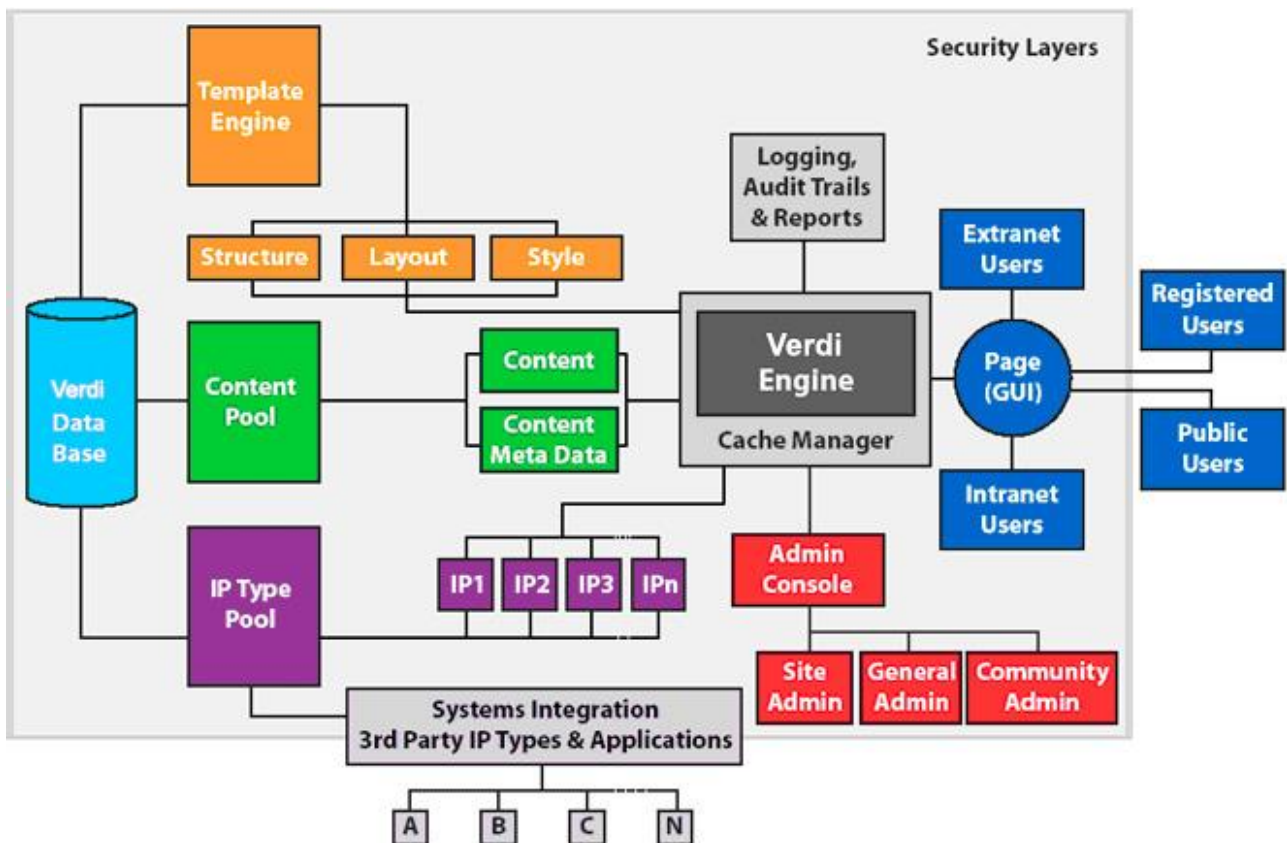 Security Layers
Template
Engine
Logging,
Audit Trails
& Reports
Structure
Layout
Style
Extranet
Users
Registered
Users
Verdi
Data
Base
Content
Pool
Content
Content
Meta Data
Verdi
Engine
Cache Manager
Page
(GUI)
Public
Users
Intranet
Users
IP Type
Pool
IP1
IP2
IP3
IPn
Admin
Console
Site
Admin
General
Admin
Community
Admin
Systems Integration
3rd Party IP Types & Applications
A
B
C
N